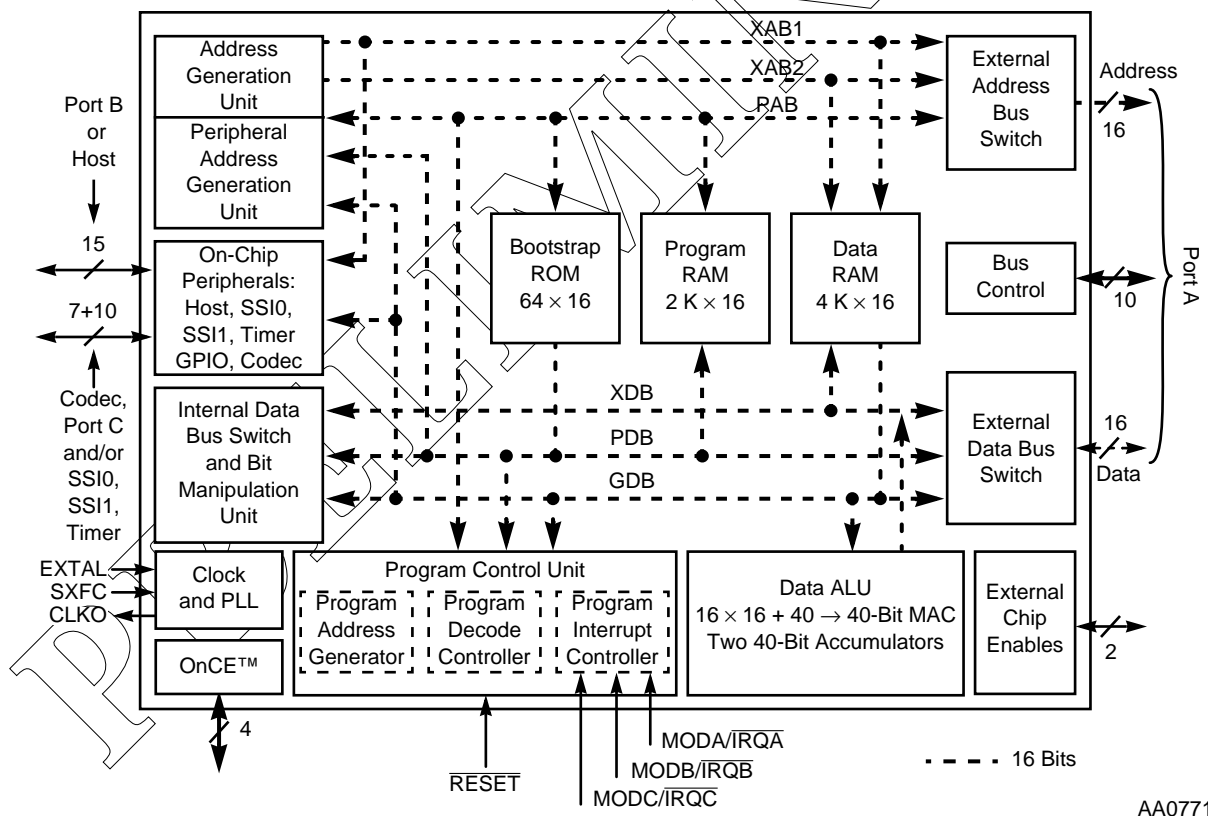 Address
Generation
Unit
Peripheral
Address
Generation
Unit
Port B
or
Host
15
7+10
Codec,
Port C
and/or
SSI0,
SSI1,
Timer
On-Chip
Peripherals:
Host, SSI0,
SSI1, Timer
GPIO, Codec
Internal Data
Bus Switch
and Bit
Manipulation
Unit
EXTAL
SXFC
CLKO
Clock
and PLL
OnCE™
4
XAB1
XAB2
PAB
Bootstrap
ROM
64 × 16
Program
RAM
2 K × 16
Data
RAM
4 K × 16
XDB
PDB
GDB
Program Control Unit
Program
Address
Generator
Program
Decode
Controller
Program
Interrupt
Controller
RESET
MODA/IRQA
MODB/IRQB
MODC/IRQC
Data ALU
16 × 16 + 40 → 40-Bit MAC
Two 40-Bit Accumulators
External
Address
Bus
Switch
Address
16
Bus
Control
10
Port A
External
Data Bus
Switch
16
Data
External
Chip
Enables
2
16 Bits
AA0771
PRELIMIN